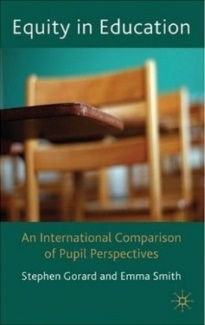 Equity in Education
An International Comparison
of Pupil Perspectives
Stephen Gorard and Emma Smith